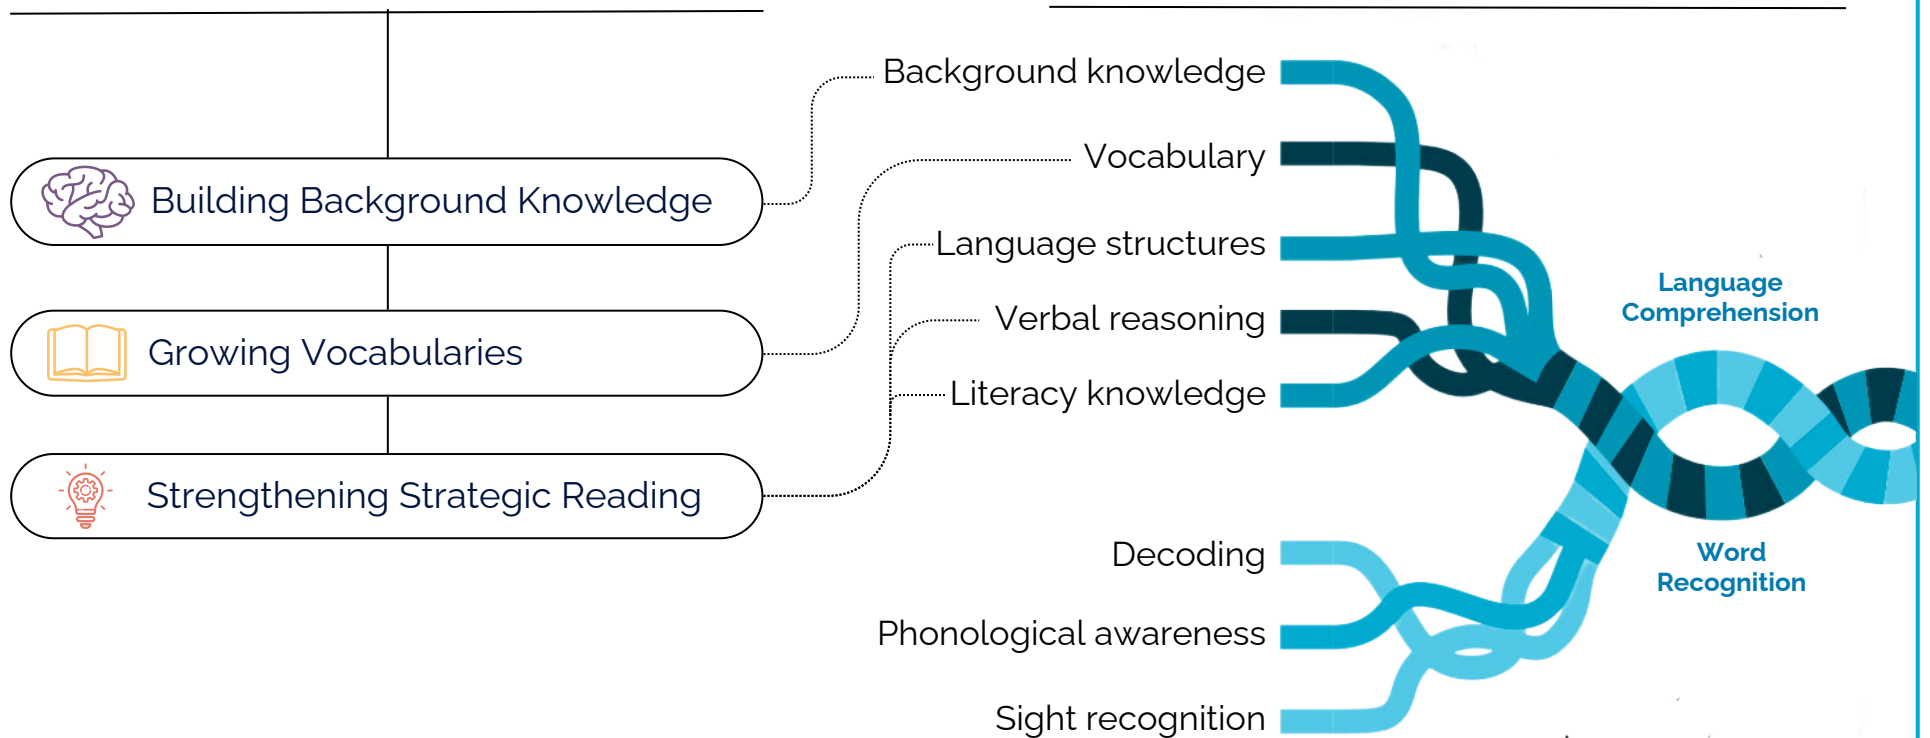 Building Background Knowledge
Growing Vocabularies
Strengthening Strategic Reading
Background knowledge
Vocabulary
Language structures
Verbal reasoning
Literacy knowledge
Decoding
Phonological awareness
Sight recognition
Language
Comprehension
Word
Recognition